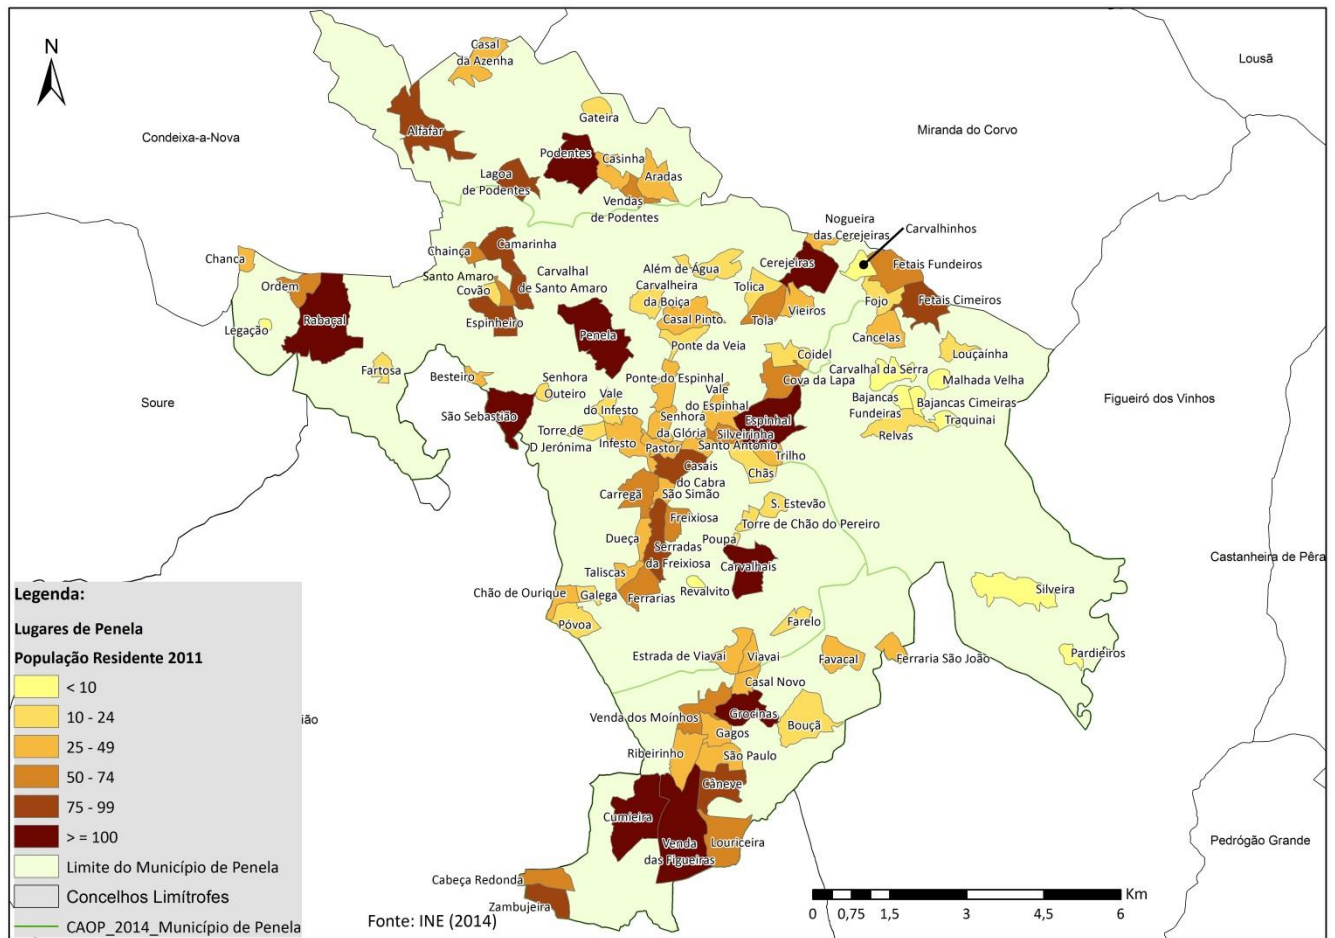 N
Casal
da Azenha
Lousã
Gateira
Condeixa-a-Nova
Alfafar
Miranda do Corvo
Podentes
Casinha
Lagoa
de Podentes
Aradas
Vendas
de Podentes
Nogueira
das Cerejeiras
Carvalhinhos
Chanca
Chainça
Camarinha
Cerejeiras
Fetais Fundeiros
Além de Água
Santo Amaro
Carvalhal
de Santo Amaro
Covão
Carvalheira
da Boiça
Tolica
Ordem
Fojo
Fetais Cimeiros
Rabaçal
Legação
Espinheiro
Penela
Casal Pinto
Tola
Vieiros
Cancelas
Ponte da Veia
Coidel
Louçaínha
Fartosa
Besteiro
Senhora
Outeiro
Ponte do Espinhal
Cova da Lapa
Carvalhal da Serra
Malhada Velha
Soure
Vale
do Infesto
Vale
do Espinhal
Bajancas
Fundeiras
Bajancas Cimeiras
Figueiró dos Vinhos
São Sebastião
Senhora
da Glória
Espinhal
Traquinai
Torre de
D Jerónima
Infesto
Silveirinha
Relvas
Pastor
Santo António
Trilho
Casais
do Cabra
Chãs
Carregã
São Simão
S. Estevão
Freixiosa
Torre de Chão do Pereiro
Dueça
Poupa
Serradas
da Freixiosa
Castanheira de Pêra
Taliscas
Carvalhais
Chão de Ourique
Galega
Ferrarias
Revalvito
Silveira
Póvoa
Farelo
Estrada de Viavai
Viavai
Favacal
Ferraria São João
Pardieiros
Casal Novo
Grocinas
Venda dos Moínhos
Bouçã
Gagos
Ribeirinho
São Paulo
Câneve
Cumieira
Venda
das Figueiras
Louriceira
Pedrógão Grande
Cabeça Redonda
Zambujeira
ião
Legenda:
Lugares de Penela
População Residente 2011
< 10
10 - 24
25 - 49
50 - 74
75 - 99
> = 100
Limite do Município de Penela
Concelhos Limítrofes
CAOP_2014_Município de Penela
Fonte: INE (2014)
Km
0 0,75 1,5 3 4,5 6